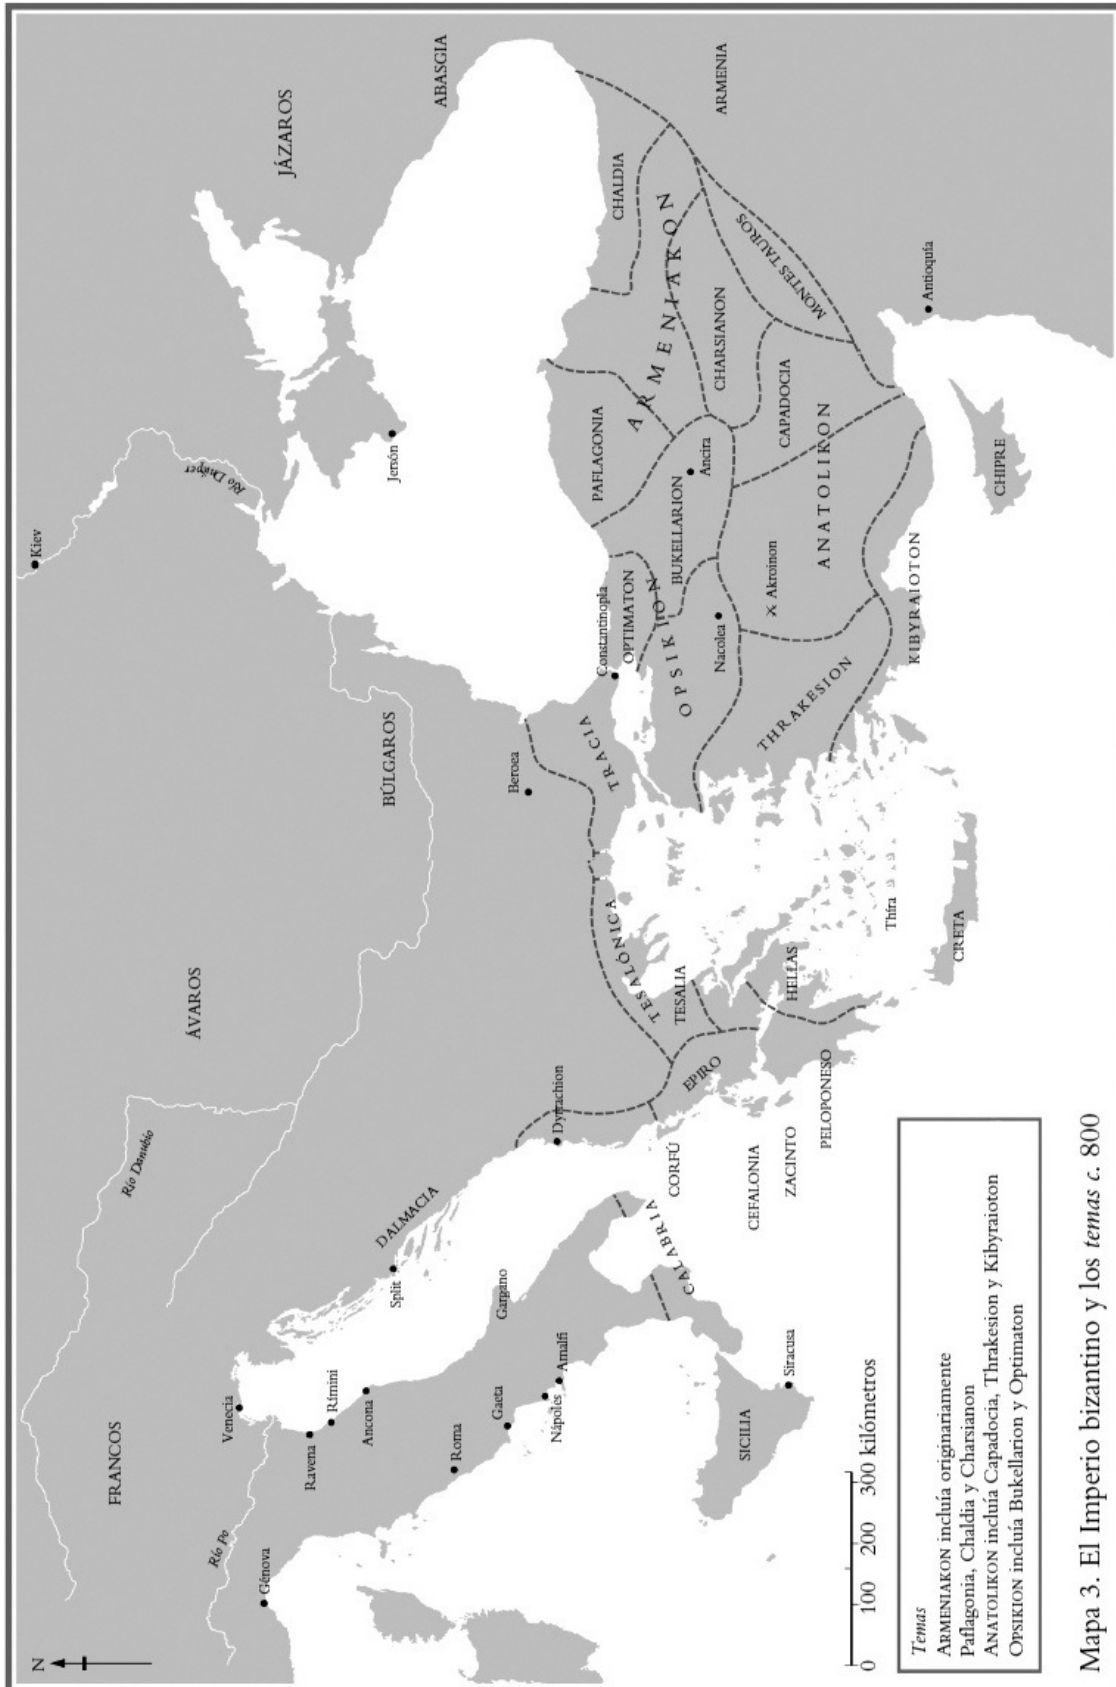 N
Kiev
Río Dniéper
JÁZAROS
ABASGIA
FRANCOS
Río Danubio
ÁVAROS
BÚLGAROS
Jersón
Río Po
Génova
Venecia
Ravena
Rímini
Ancona
Split
DALMACIA
Roma
Gaeta
Nápoles
Amalfi
Gargano
CALABRIA
SICILIA
Siracusa
Dyrrachion
CORFÚ
CEFALONIA
ZACINTO
PELOPONESO
EPIRO
TESALIA
TESALÓNICA
HELLAS
Beroea
TRACIA
Constantinopla
OPTIMATON
OPSIKION
BUKELLARION
PAFLAGONIA
ARMENIAKON
CHALDIA
ARMENIA
CHARSIANON
MONTES TAUROS
Ancira
Nacolea
CAPADOCIA
Akroinon
ANATOLIKON
THRAKESION
KIBYRAIOTON
Antioquía
CHIPRE
Thíra
CRETA
0 100 200 300 kilómetros
Temas
ARMENIAKON incluía originariamente
Paflagonia, Chaldia y Charsianon
ANATOLIKON incluía Capadocia, Thrakesion y Kibyraioton
OPSIKION incluía Bukellarion y Optimaton
Mapa 3. El Imperio bizantino y los temas c. 800